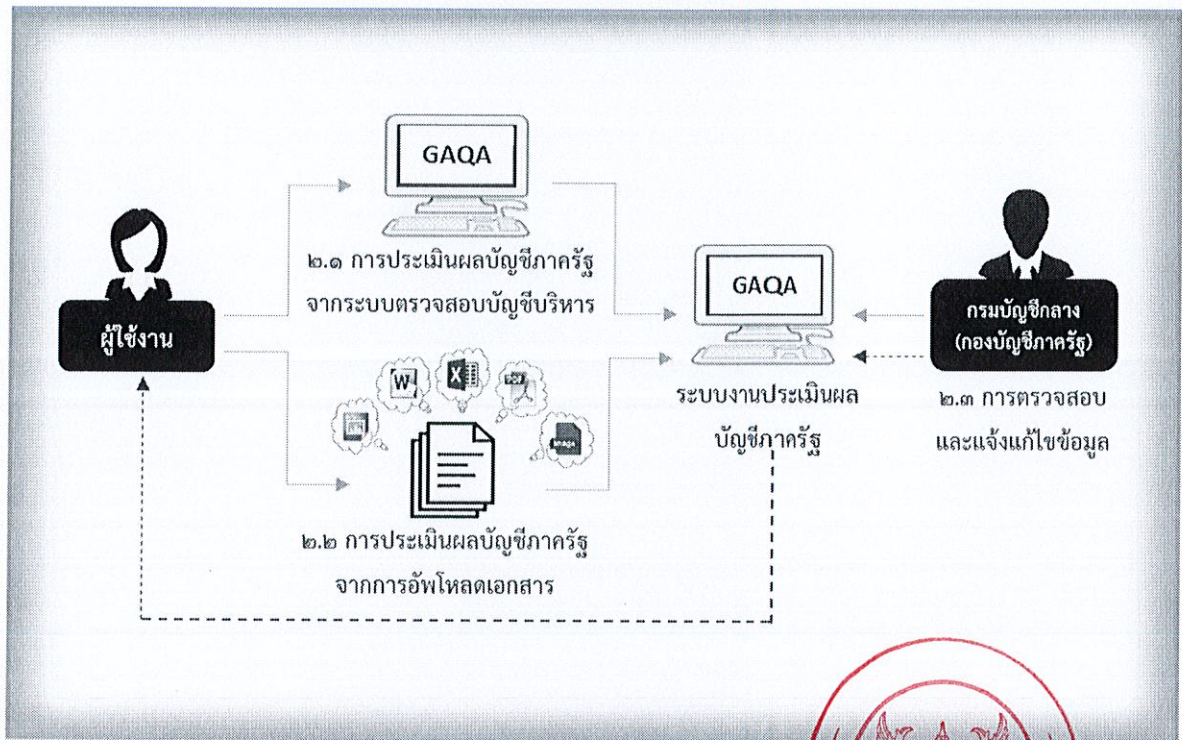 GAQA
๒.๑ การประเมินผลบัญชีภาครัฐ
จากระบบตรวจสอบบัญชีบริหาร
ผู้ใช้งาน
GAQA
ระบบงานประเมินผล
บัญชีภาครัฐ
กรมบัญชีกลาง
(กองบัญชีภาครัฐ)
๒.๓ การตรวจสอบ
และแจ้งแก้ไขข้อมูล
W
X
PDF
๒.๒ การประเมินผลบัญชีภาครัฐ
จากการอัพโหลดเอกสาร